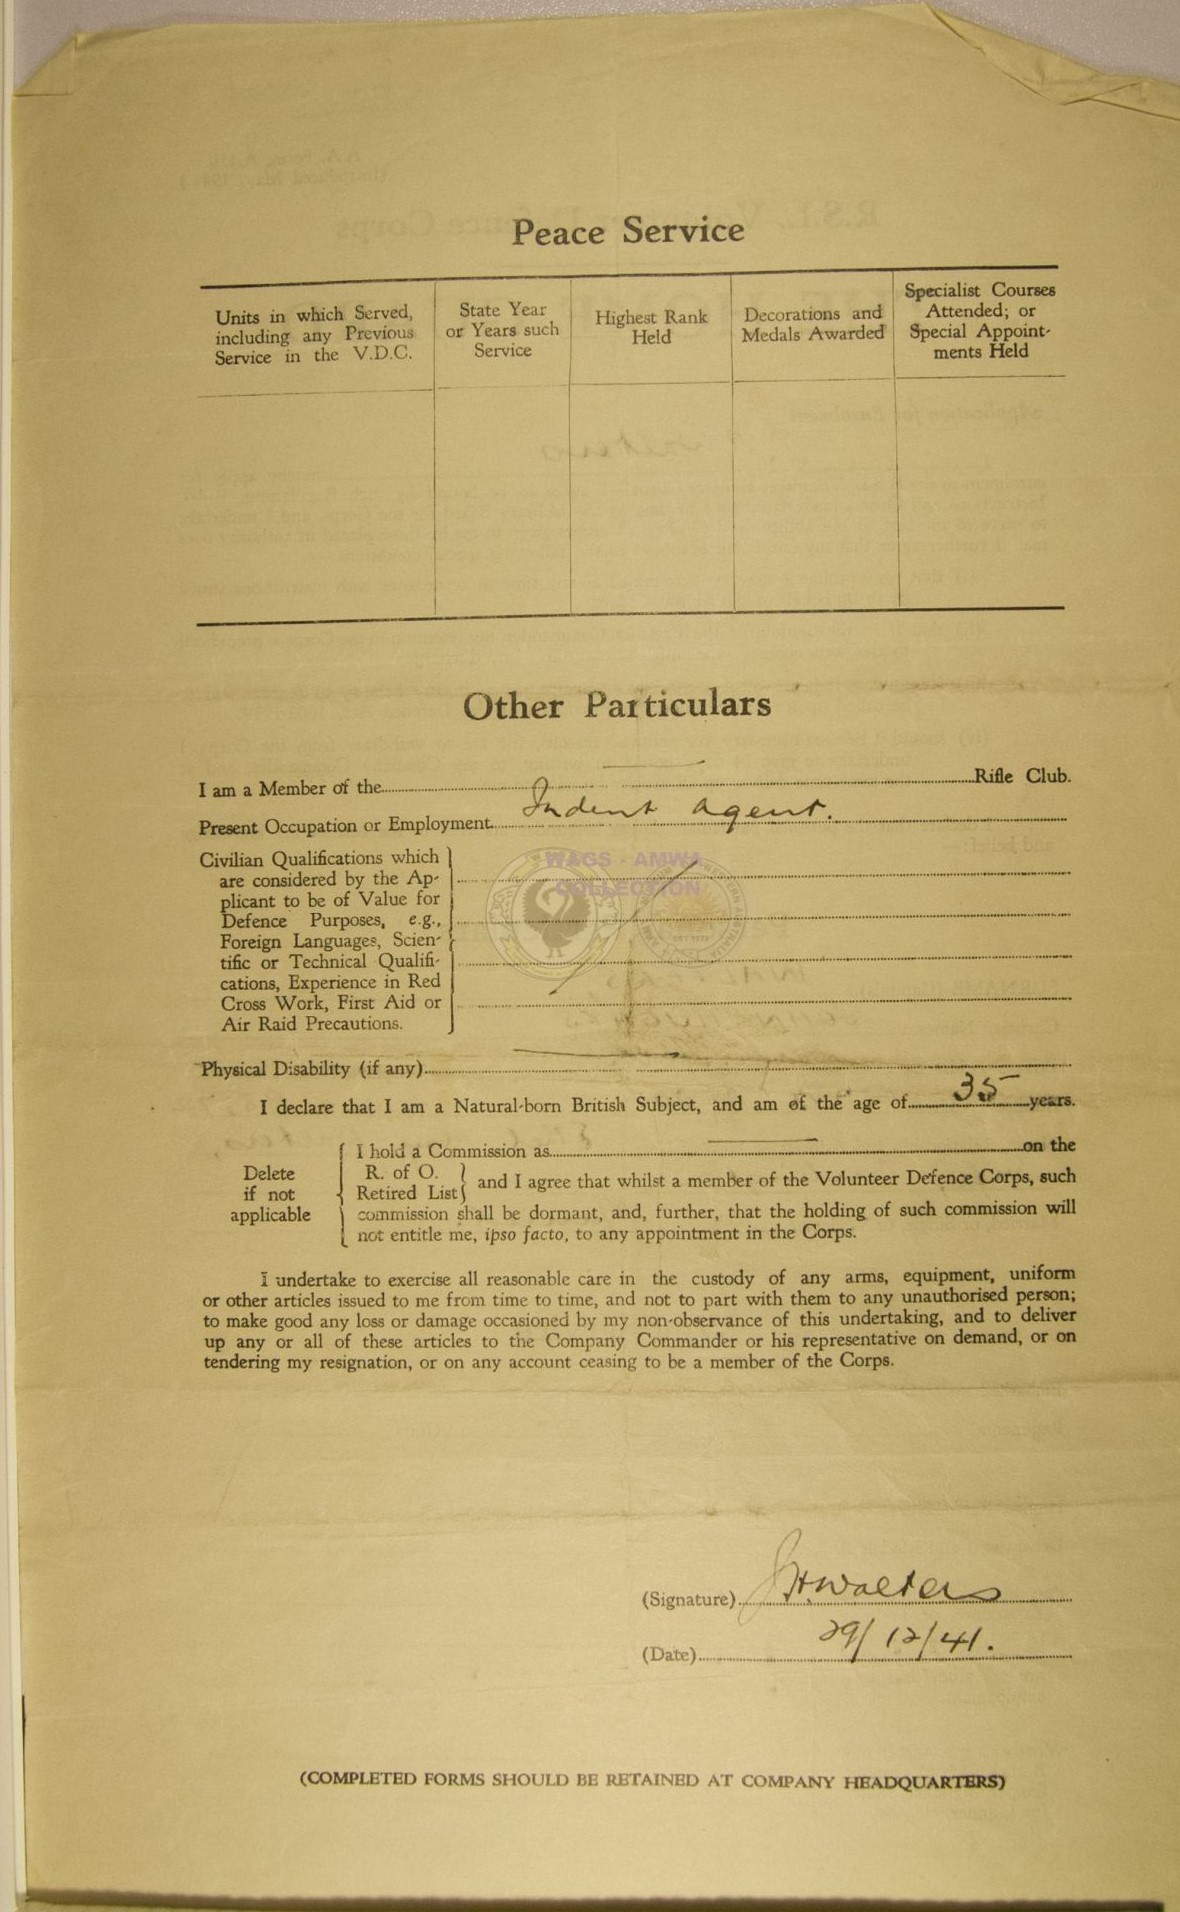 Peace Service
Units in which Served,
including any Previous
Service in the V.D.C.
State Year
or Years such
Service
Highest Rank
Held
Decorations and
Medals Awarded
Specialist Courses
Attended; or
Special Appoint-
ments Held
Other Particulars
I am a Member of the Rifle Club.
Present Occupation or Employment Indent Agent.
Civilian Qualifications which
are considered by the Ap-
plicant to be of Value for
Defence Purposes, e.g.,
Foreign Languages, Scien-
tific or Technical Qualifi-
cations, Experience in Red
Cross Work, First Aid or
Air Raid Precautions.
WAGS - AMWA
COLLECTION
Physical Disability (if any)
I declare that I am a Natural-born British Subject, and am of the age of 35 years.
Delete
if not
applicable
I hold a Commission as on the
R. of O.
Retired List
and I agree that whilst a member of the Volunteer Defence Corps, such
commission shall be dormant, and, further, that the holding of such commission will
not entitle me, ipso facto, to any appointment in the Corps.
I undertake to exercise all reasonable care in the custody of any arms, equipment, uniform
or other articles issued to me from time to time, and not to part with them to any unauthorised person;
to make good any loss or damage occasioned by my non-observance of this undertaking, and to deliver
up any or all of these articles to the Company Commander or his representative on demand, or on
tendering my resignation, or on any account ceasing to be a member of the Corps.
(Signature) JHWalters
(Date) 29/12/41.
(COMPLETED FORMS SHOULD BE RETAINED AT COMPANY HEADQUARTERS)